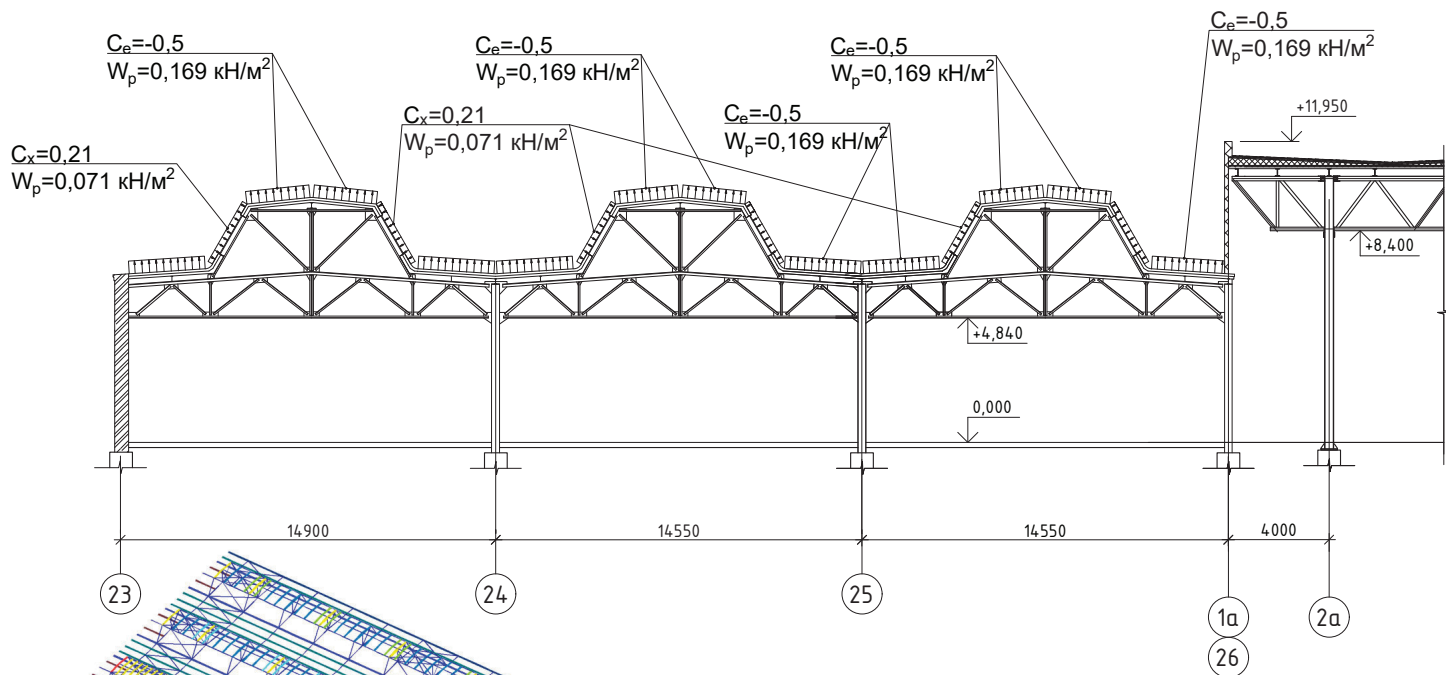 Cₑ=-0,5
Wₚ=0,169 кН/м²
Cₑ=-0,5
Wₚ=0,169 кН/м²
Cₑ=-0,5
Wₚ=0,169 кН/м²
Cₑ=-0,5
Wₚ=0,169 кН/м²
Cₓ=0,21
Wₚ=0,071 кН/м²
Cₑ=-0,5
Wₚ=0,169 кН/м²
Cₓ=0,21
Wₚ=0,071 кН/м²
+11,950
+8,400
+4,840
0,000
14900
14550
14550
4000
23
24
25
1а
2а
26